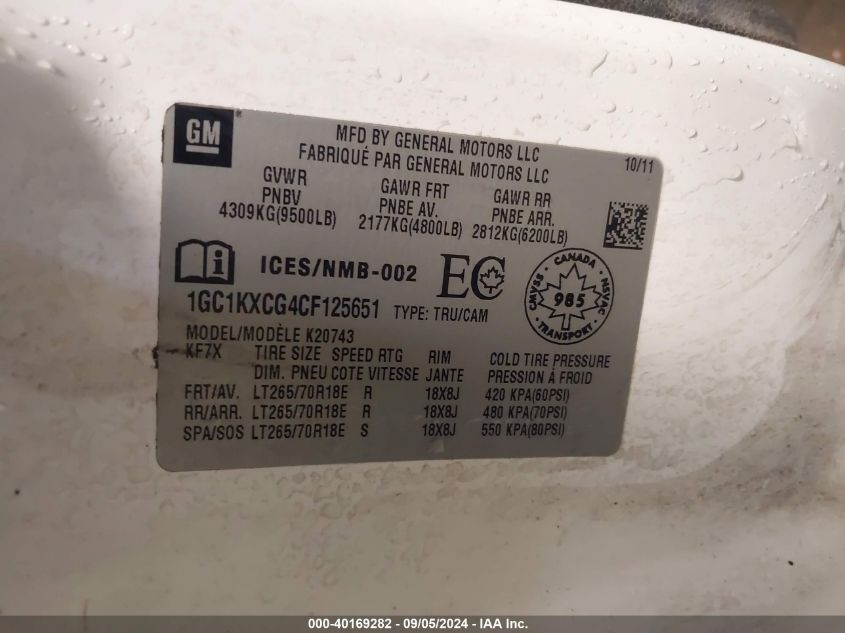 GM
MFD BY GENERAL MOTORS LLC
FABRIQUÉ PAR GENERAL MOTORS LLC
10/11
GVWR GAWR FRT GAWR RR
PNBV PNBE AV. PNBE ARR.
4309KG(9500LB) 2177KG(4800LB) 2812KG(6200LB)
ICES/NMB-002 EC
CANADA
CMVSS 985 NSVAC
TRANSPORT
1GC1KXCG4CF125651 TYPE: TRU/CAM
MODEL/MODÈLE K20743
KF7X TIRE SIZE SPEED RTG RIM COLD TIRE PRESSURE
DIM. PNEU COTE VITESSE JANTE PRESSION À FROID
FRT/AV. LT265/70R18E R 18X8J 420 KPA(60PSI)
RR/ARR. LT265/70R18E R 18X8J 480 KPA(70PSI)
SPA/SOS LT265/70R18E S 18X8J 550 KPA(80PSI)
000-40169282 - 09/05/2024 - IAA Inc.